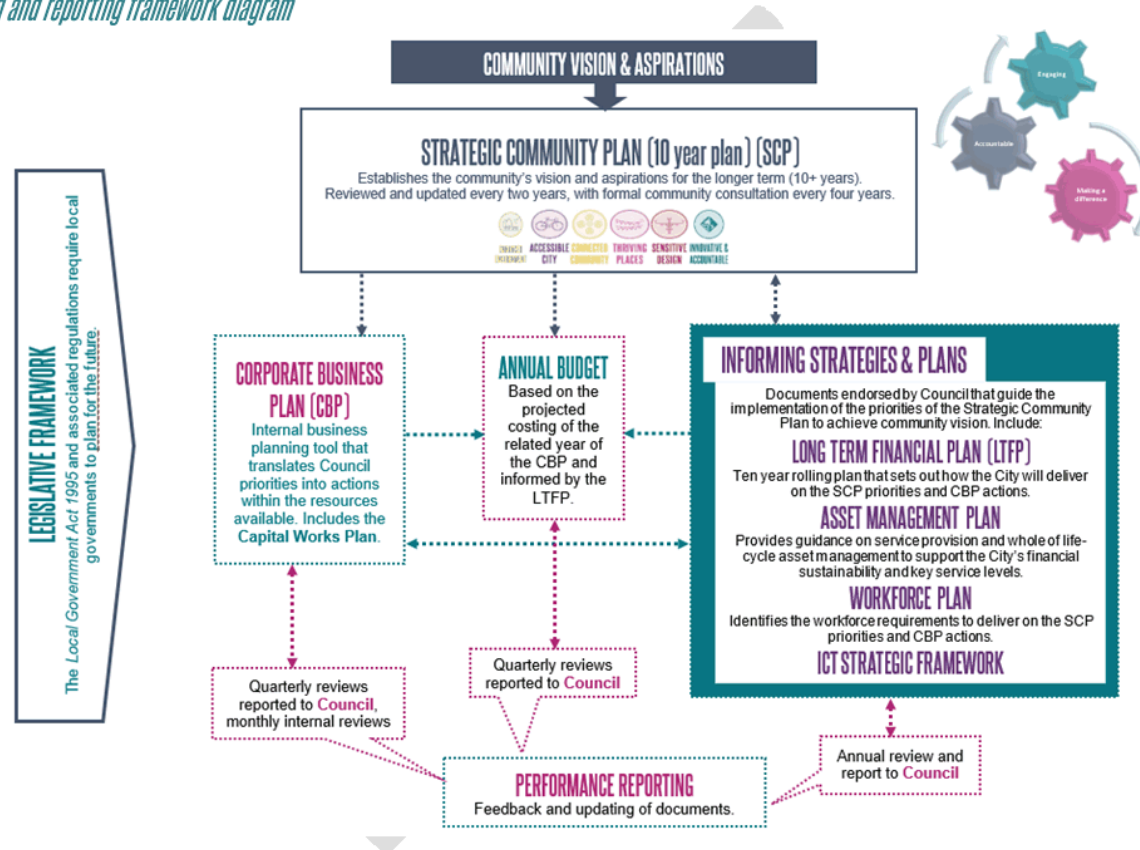 and reporting framework diagram
COMMUNITY VISION & ASPIRATIONS
Engaging
Accountable
Making a
difference
STRATEGIC COMMUNITY PLAN (10 year plan) (SCP)
Establishes the community's vision and aspirations for the longer term (10+ years).
Reviewed and updated every two years, with formal community consultation every four years.
ENHANCED
ENVIRONMENT
ACCESSIBLE
CITY
CONNECTED
COMMUNITY
THRIVING
PLACES
SENSITIVE
DESIGN
INNOVATIVE &
ACCOUNTABLE
LEGISLATIVE FRAMEWORK
The Local Government Act 1995 and associated regulations require local
governments to plan for the future.
CORPORATE BUSINESS
PLAN (CBP)
Internal business
planning tool that
translates Council
priorities into actions
within the resources
available. Includes the
Capital Works Plan.
ANNUAL BUDGET
Based on the
projected
costing of the
related year of
the CBP and
informed by the
LTFP.
INFORMING STRATEGIES & PLANS
Documents endorsed by Council that guide the
implementation of the priorities of the Strategic Community
Plan to achieve community vision. Include:
LONG TERM FINANCIAL PLAN (LTFP)
Ten year rolling plan that sets out how the City will deliver
on the SCP priorities and CBP actions.
ASSET MANAGEMENT PLAN
Provides guidance on service provision and whole of life-
cycle asset management to support the City's financial
sustainability and key service levels.
WORKFORCE PLAN
Identifies the workforce requirements to deliver on the SCP
priorities and CBP actions.
ICT STRATEGIC FRAMEWORK
Quarterly reviews
reported to Council,
monthly internal reviews
Quarterly reviews
reported to Council
Annual review and
report to Council
PERFORMANCE REPORTING
Feedback and updating of documents.